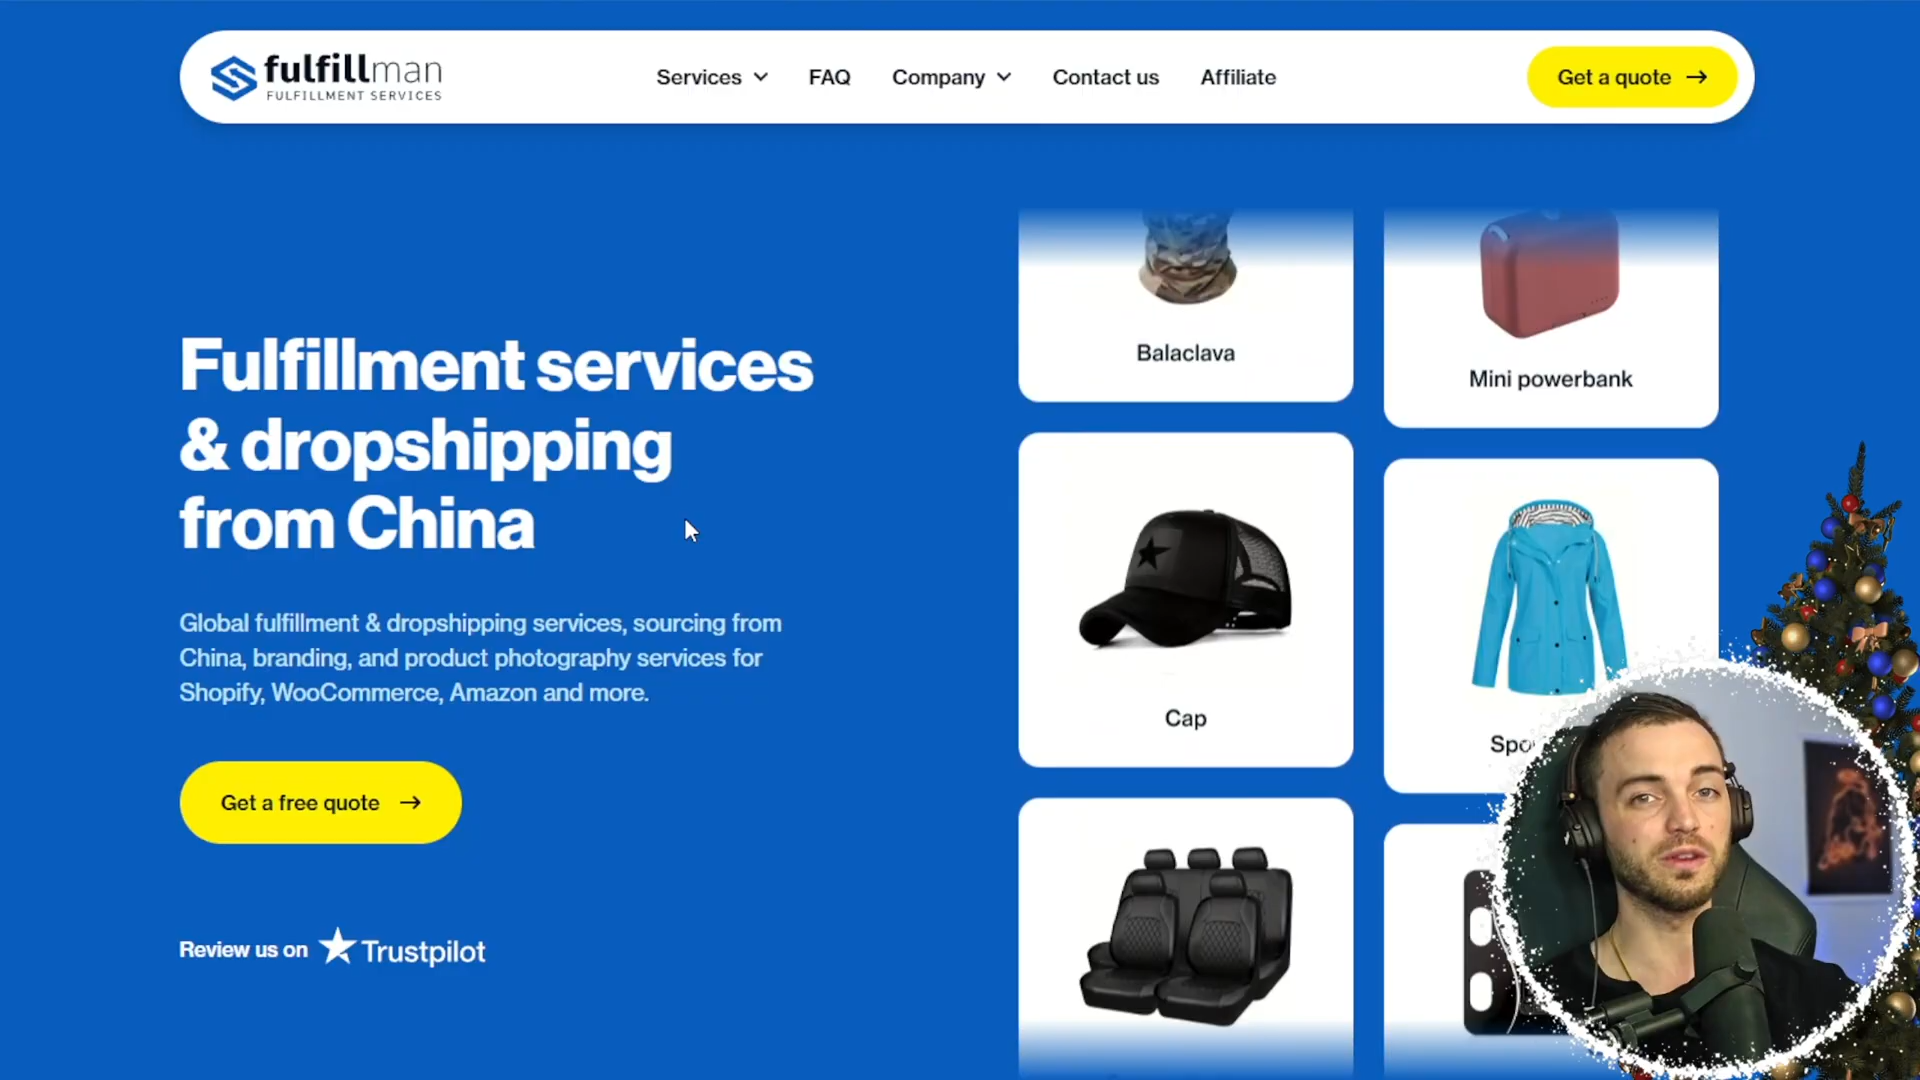 fulfillman
FULFILLMENT SERVICES
Services
FAQ
Company
Contact us
Affiliate
Get a quote
Fulfillment services
& dropshipping
from China
Global fulfillment & dropshipping services, sourcing from
China, branding, and product photography services for
Shopify, WooCommerce, Amazon and more.
Get a free quote
Review us on Trustpilot
Balaclava
Mini powerbank
Cap